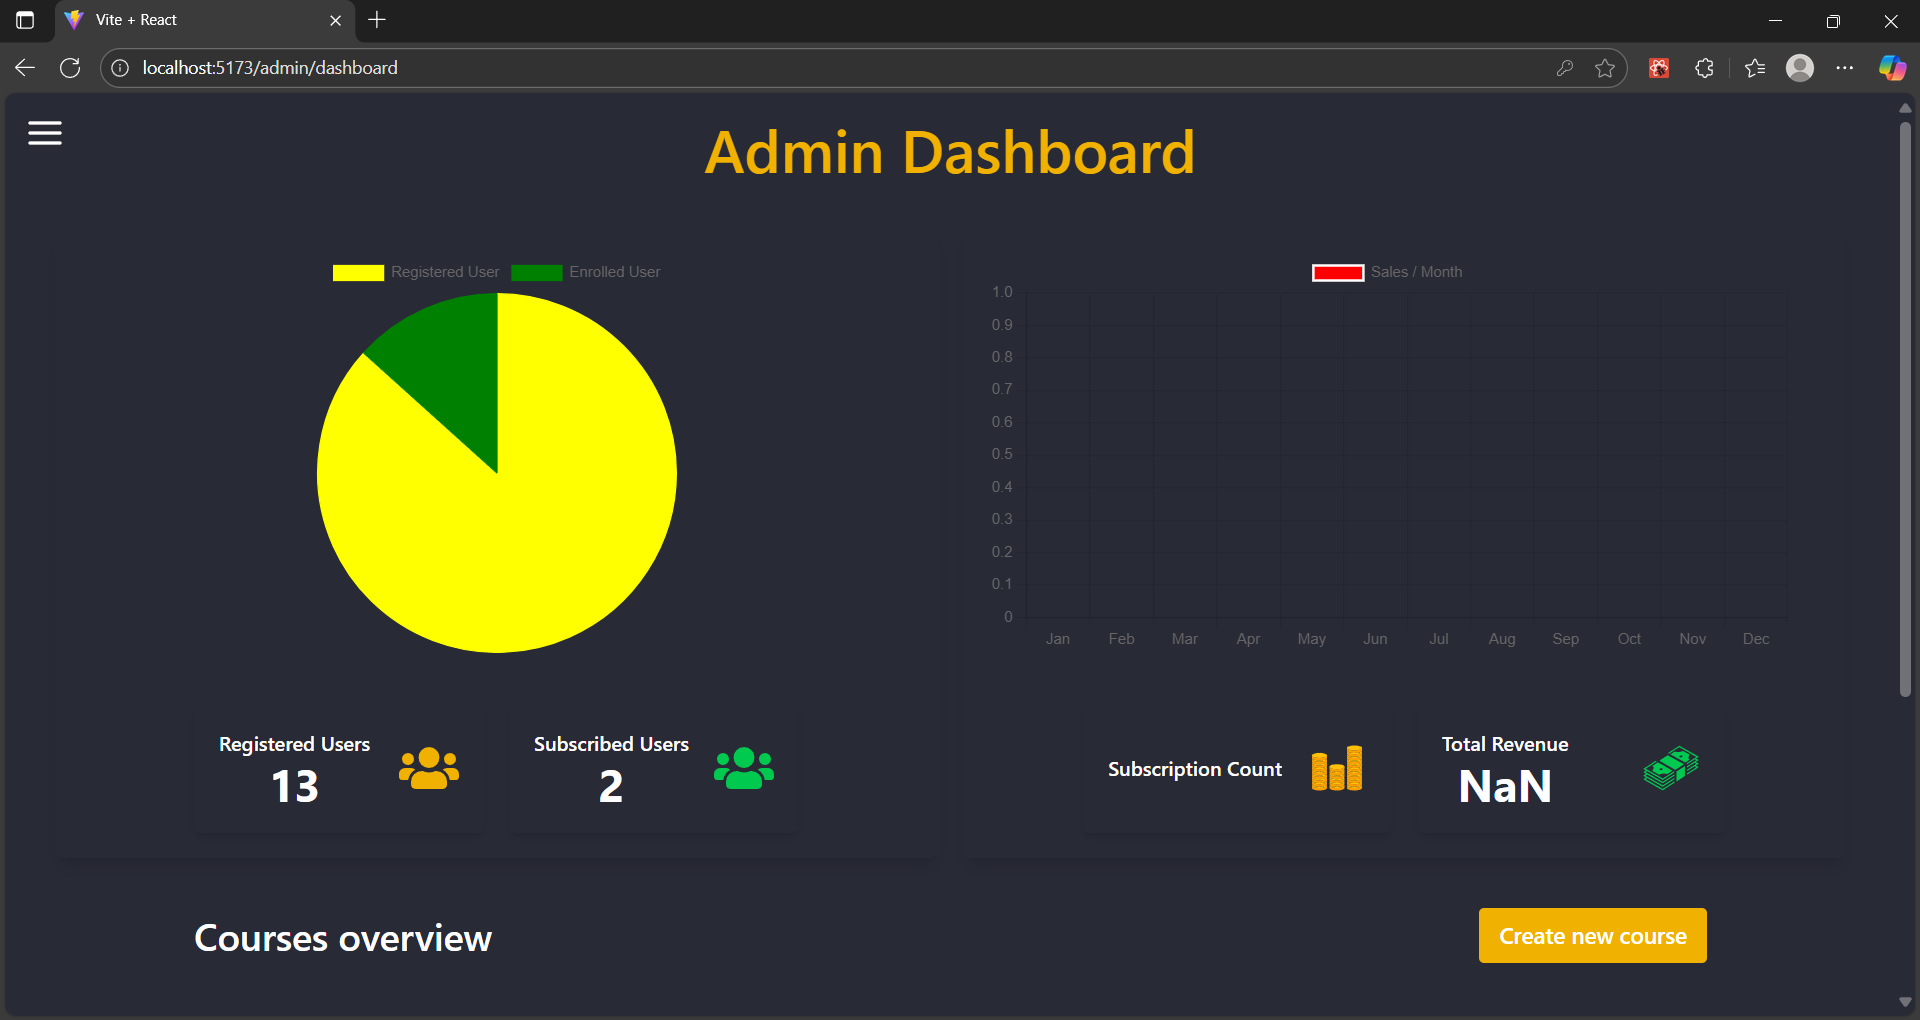 Vite + React
localhost:5173/admin/dashboard
Admin Dashboard
Registered User Enrolled User
Sales / Month
1.0
0.9
0.8
0.7
0.6
0.5
0.4
0.3
0.2
0.1
0
Jan Feb Mar Apr May Jun Jul Aug Sep Oct Nov Dec
Registered Users
13
Subscribed Users
2
Subscription Count
Total Revenue
NaN
Courses overview
Create new course